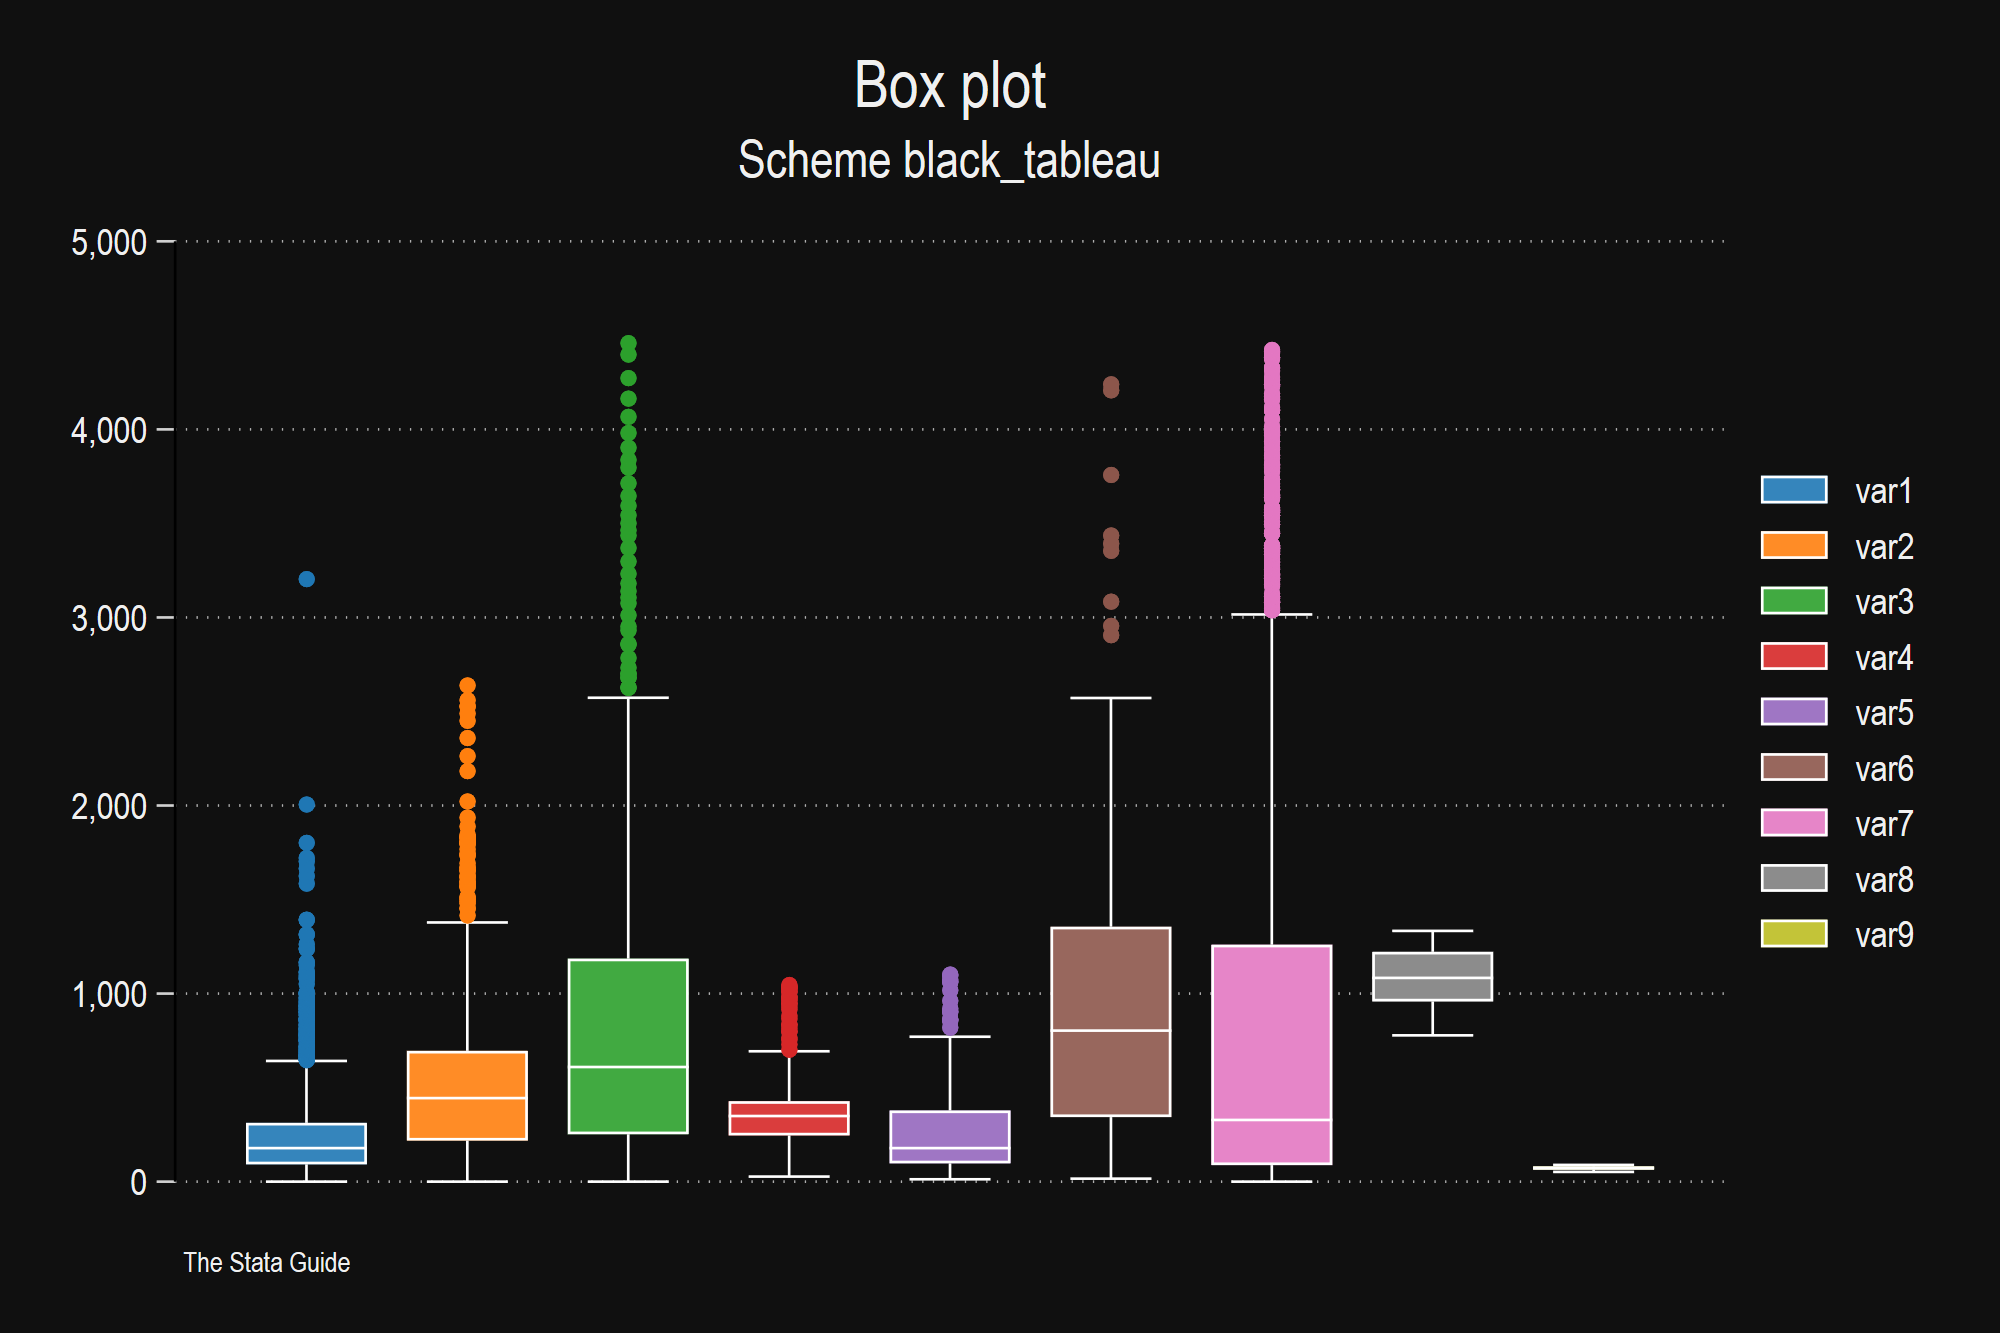 Box plot
Scheme black_tableau
5,000
4,000
3,000
2,000
1,000
0
var1
var2
var3
var4
var5
var6
var7
var8
var9
The Stata Guide